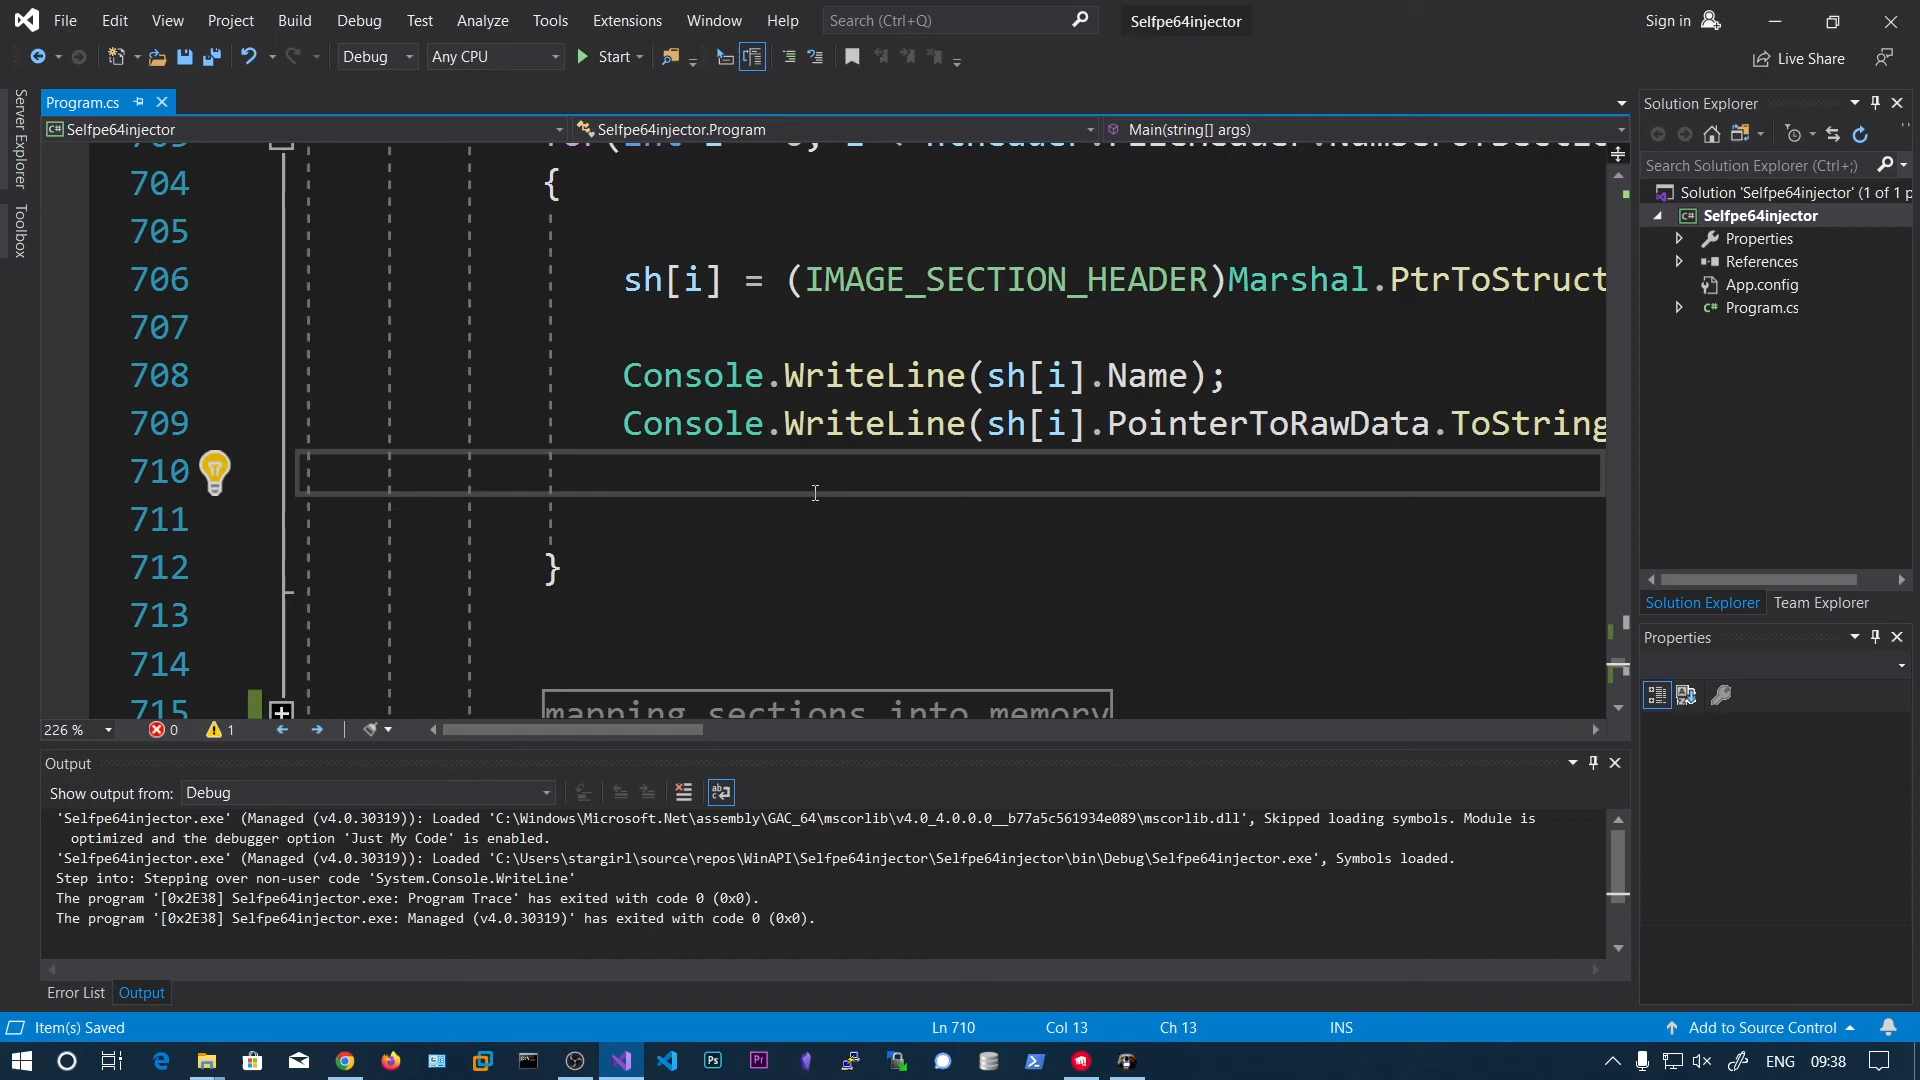 File Edit View Project Build Debug Test Analyze Tools Extensions Window Help Search (Ctrl+Q) Selfpe64injector Sign in
Debug Any CPU Start Live Share
Server Explorer
Toolbox
Program.cs
Selfpe64injector Selfpe64injector.Program Main(string[] args)
704 {
705
706 sh[i] = (IMAGE_SECTION_HEADER)Marshal.PtrToStruct
707
708 Console.WriteLine(sh[i].Name);
709 Console.WriteLine(sh[i].PointerToRawData.ToString
710
711
712 }
713
714
715 mapping sections into memory
226 % 0 1
Solution Explorer
Search Solution Explorer (Ctrl+;)
Solution 'Selfpe64injector' (1 of 1 p
Selfpe64injector
Properties
References
App.config
Program.cs
Solution Explorer Team Explorer
Properties
Output
Show output from: Debug
'Selfpe64injector.exe' (Managed (v4.0.30319)): Loaded 'C:\Windows\Microsoft.Net\assembly\GAC_64\mscorlib\v4.0_4.0.0.0__b77a5c561934e089\mscorlib.dll', Skipped loading symbols. Module is
optimized and the debugger option 'Just My Code' is enabled.
'Selfpe64injector.exe' (Managed (v4.0.30319)): Loaded 'C:\Users\stargirl\source\repos\WinAPI\Selfpe64injector\Selfpe64injector\bin\Debug\Selfpe64injector.exe', Symbols loaded.
Step into: Stepping over non-user code 'System.Console.WriteLine'
The program '[0x2E38] Selfpe64injector.exe: Program Trace' has exited with code 0 (0x0).
The program '[0x2E38] Selfpe64injector.exe: Managed (v4.0.30319)' has exited with code 0 (0x0).
Error List Output
Item(s) Saved Ln 710 Col 13 Ch 13 INS Add to Source Control
Ps Pr ENG 09:38